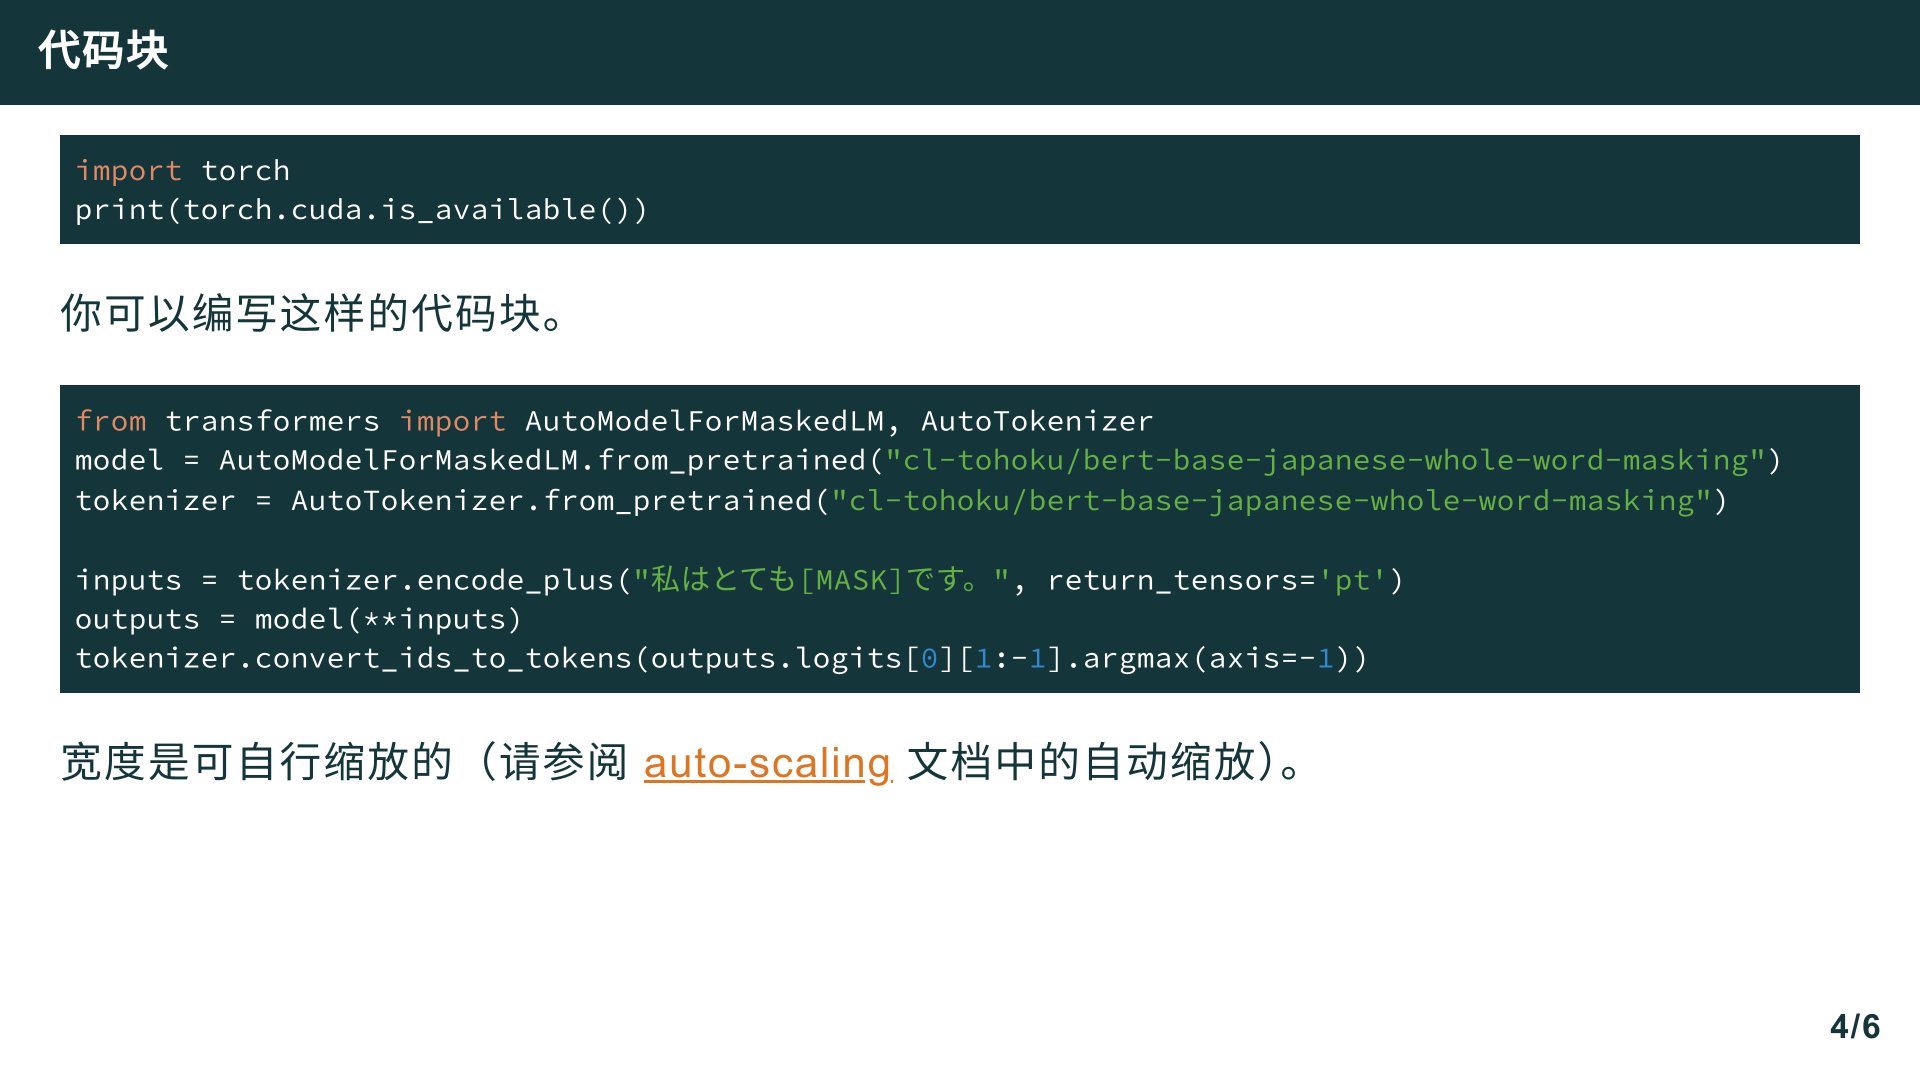 代码块
import torch
print(torch.cuda.is_available())
你可以编写这样的代码块。
from transformers import AutoModelForMaskedLM, AutoTokenizer
model = AutoModelForMaskedLM.from_pretrained("cl-tohoku/bert-base-japanese-whole-word-masking")
tokenizer = AutoTokenizer.from_pretrained("cl-tohoku/bert-base-japanese-whole-word-masking")
inputs = tokenizer.encode_plus("私はとても[MASK]です。", return_tensors='pt')
outputs = model(**inputs)
tokenizer.convert_ids_to_tokens(outputs.logits[0][1:-1].argmax(axis=-1))
宽度是可自行缩放的（请参阅 auto-scaling 文档中的自动缩放）。
4/6